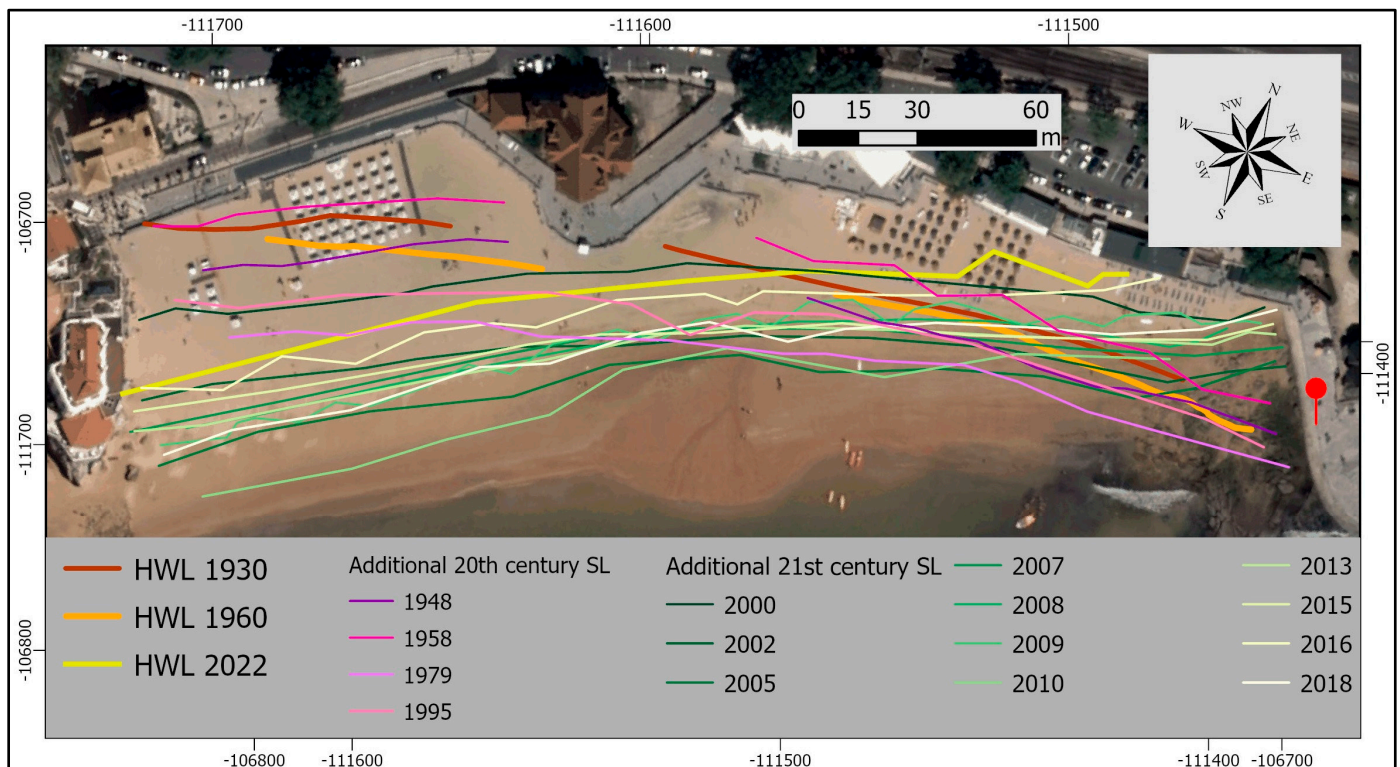 -111700
-111600
-111500
0 15 30 60
m
N
NW
NE
W
E
SW
SE
S
-106700
-111400
-111700
-106800
HWL 1930
HWL 1960
HWL 2022
Additional 20th century SL
1948
1958
1979
1995
Additional 21st century SL
2000
2002
2005
2007
2008
2009
2010
2013
2015
2016
2018
-106800
-111600
-111500
-111400
-106700